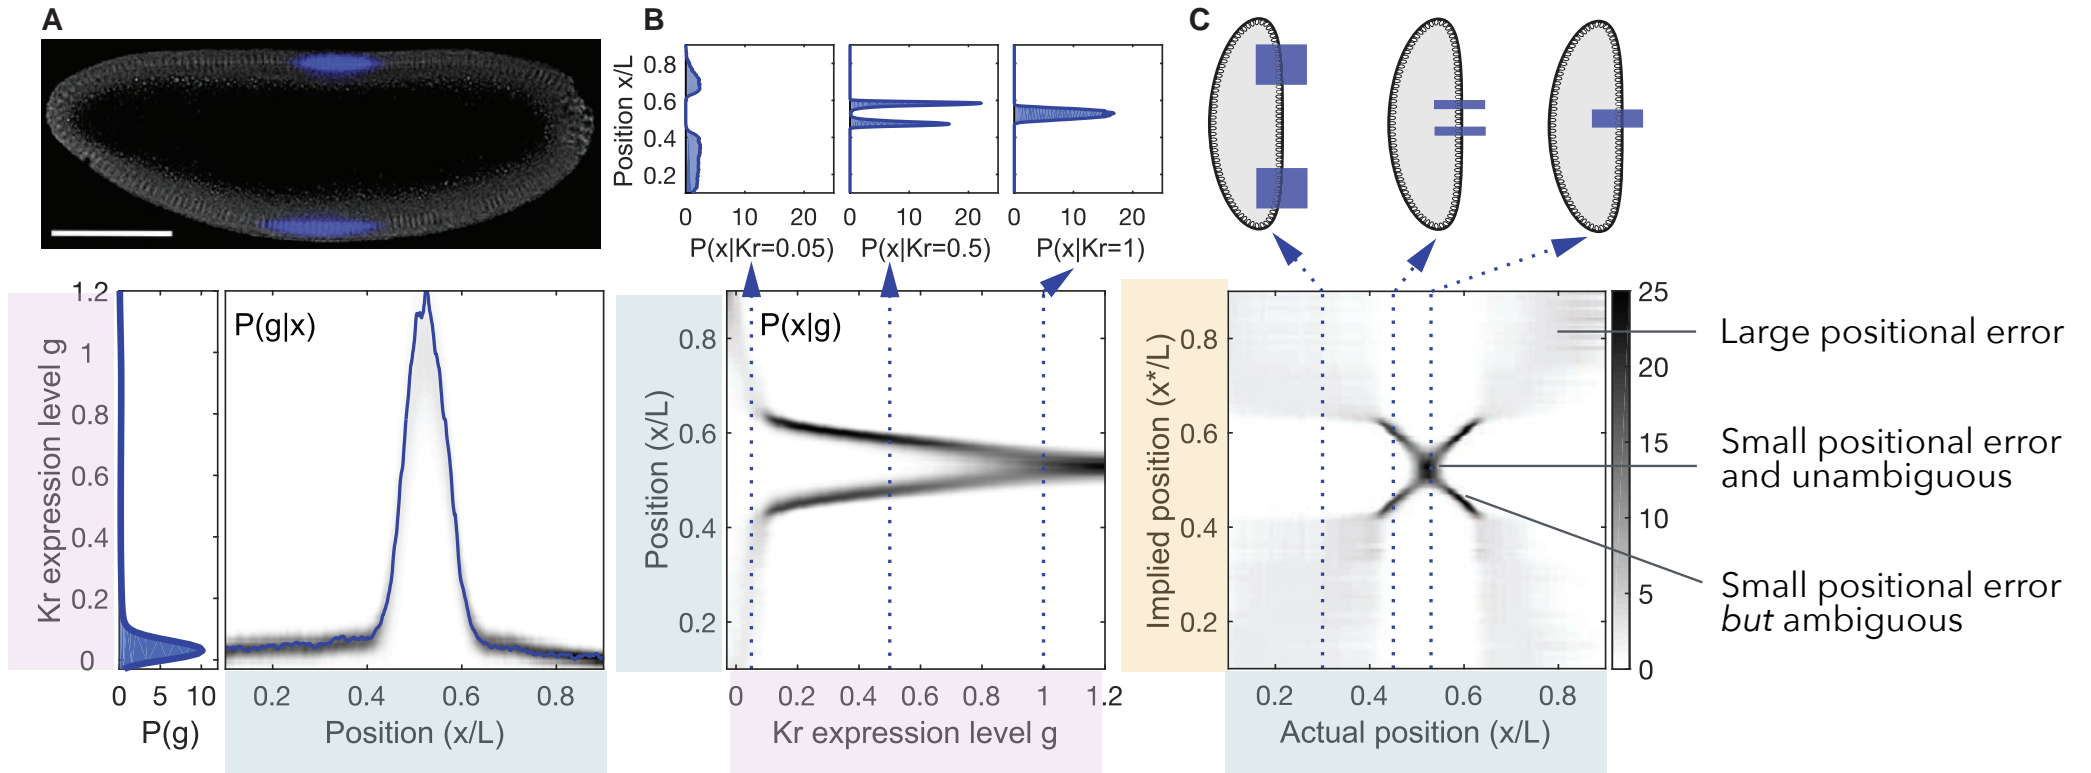 A
B
C
Position x/L
0.8
0.6
0.4
0.2
0 10 20
0 10 20
0 10 20
P(x|Kr=0.05)
P(x|Kr=0.5)
P(x|Kr=1)
Kr expression level g
1.2
1
0.8
0.6
0.4
0.2
0
0 5 10
P(g)
P(g|x)
0.2 0.4 0.6 0.8
Position (x/L)
Position (x/L)
0.8
0.6
0.4
0.2
P(x|g)
0 0.2 0.4 0.6 0.8 1 1.2
Kr expression level g
Implied position (x*/L)
0.8
0.6
0.4
0.2
0.2 0.4 0.6 0.8
Actual position (x/L)
25
20
15
10
5
0
Large positional error
Small positional error
and unambiguous
Small positional error
but ambiguous